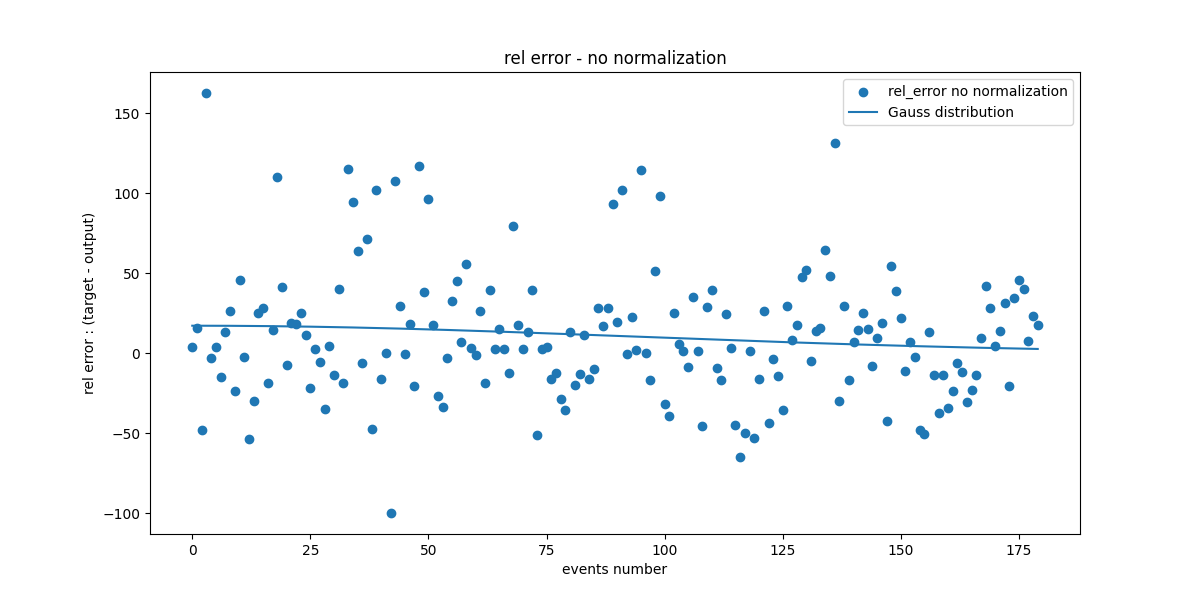 rel error - no normalization
rel_error no normalization
Gauss distribution
150
100
50
0
−50
−100
rel error : (target - output)
0 25 50 75 100 125 150 175
events number